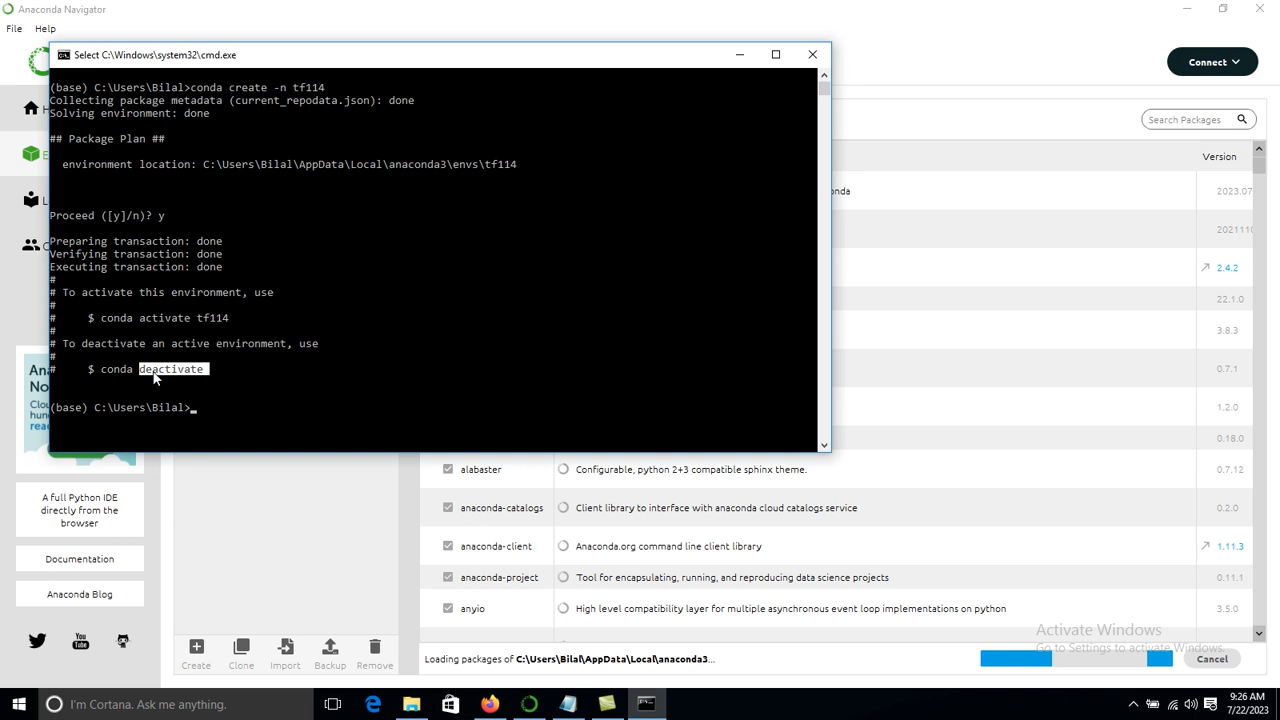 Anaconda Navigator
File Help
Connect
Select C:\Windows\system32\cmd.exe
(base) C:\Users\Bilal>conda create -n tf114
Collecting package metadata (current_repodata.json): done
Solving environment: done
## Package Plan ##
environment location: C:\Users\Bilal\AppData\Local\anaconda3\envs\tf114
Proceed ([y]/n)? y
Preparing transaction: done
Verifying transaction: done
Executing transaction: done
#
# To activate this environment, use
#
# $ conda activate tf114
#
# To deactivate an active environment, use
#
# $ conda deactivate
(base) C:\Users\Bilal>_
Search Packages
Version
onda
2023.07
2021110
2.4.2
22.1.0
3.8.3
0.7.1
1.2.0
0.18.0
alabaster Configurable, python 2+3 compatible sphinx theme. 0.7.12
anaconda-catalogs Client library to interface with anaconda cloud catalogs service 0.2.0
anaconda-client Anaconda.org command line client library 1.11.3
anaconda-project 'Tool for encapsulating, running, and reproducing data science projects 0.11.1
anyio High level compatibility layer for multiple asynchronous event loop implementations on python 3.5.0
Ana
No
Clou
hund
read
A full Python IDE
directly from the
browser
Documentation
Anaconda Blog
You
Tube
Create Clone Import Backup Remove
Loading packages of C:\Users\Bilal\AppData\Local\anaconda3...
Cancel
Activate Windows
Go to Settings to activate Windows.
I'm Cortana. Ask me anything.
9:26 AM
7/22/2023